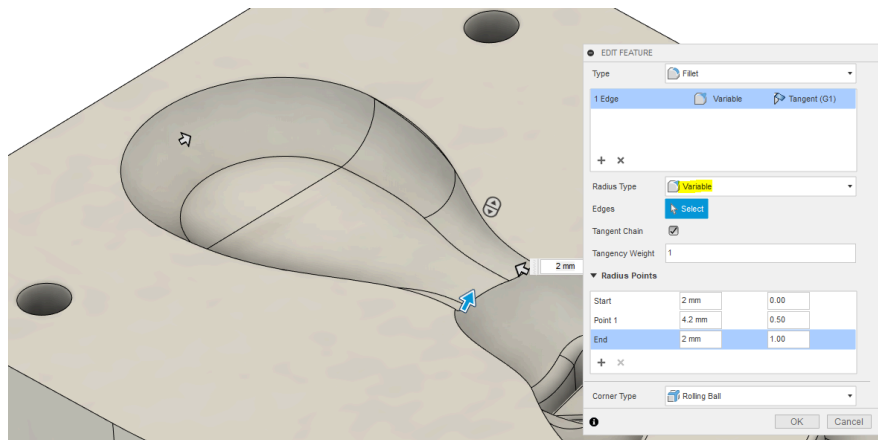 EDIT FEATURE
Type Fillet
1 Edge Variable Tangent (G1)
Radius Type Variable
Edges Select
Tangent Chain
Tangency Weight 1
2 mm
Radius Points
Start 2 mm 0.00
Point 1 4.2 mm 0.50
End 2 mm 1.00
Corner Type Rolling Ball
OK Cancel